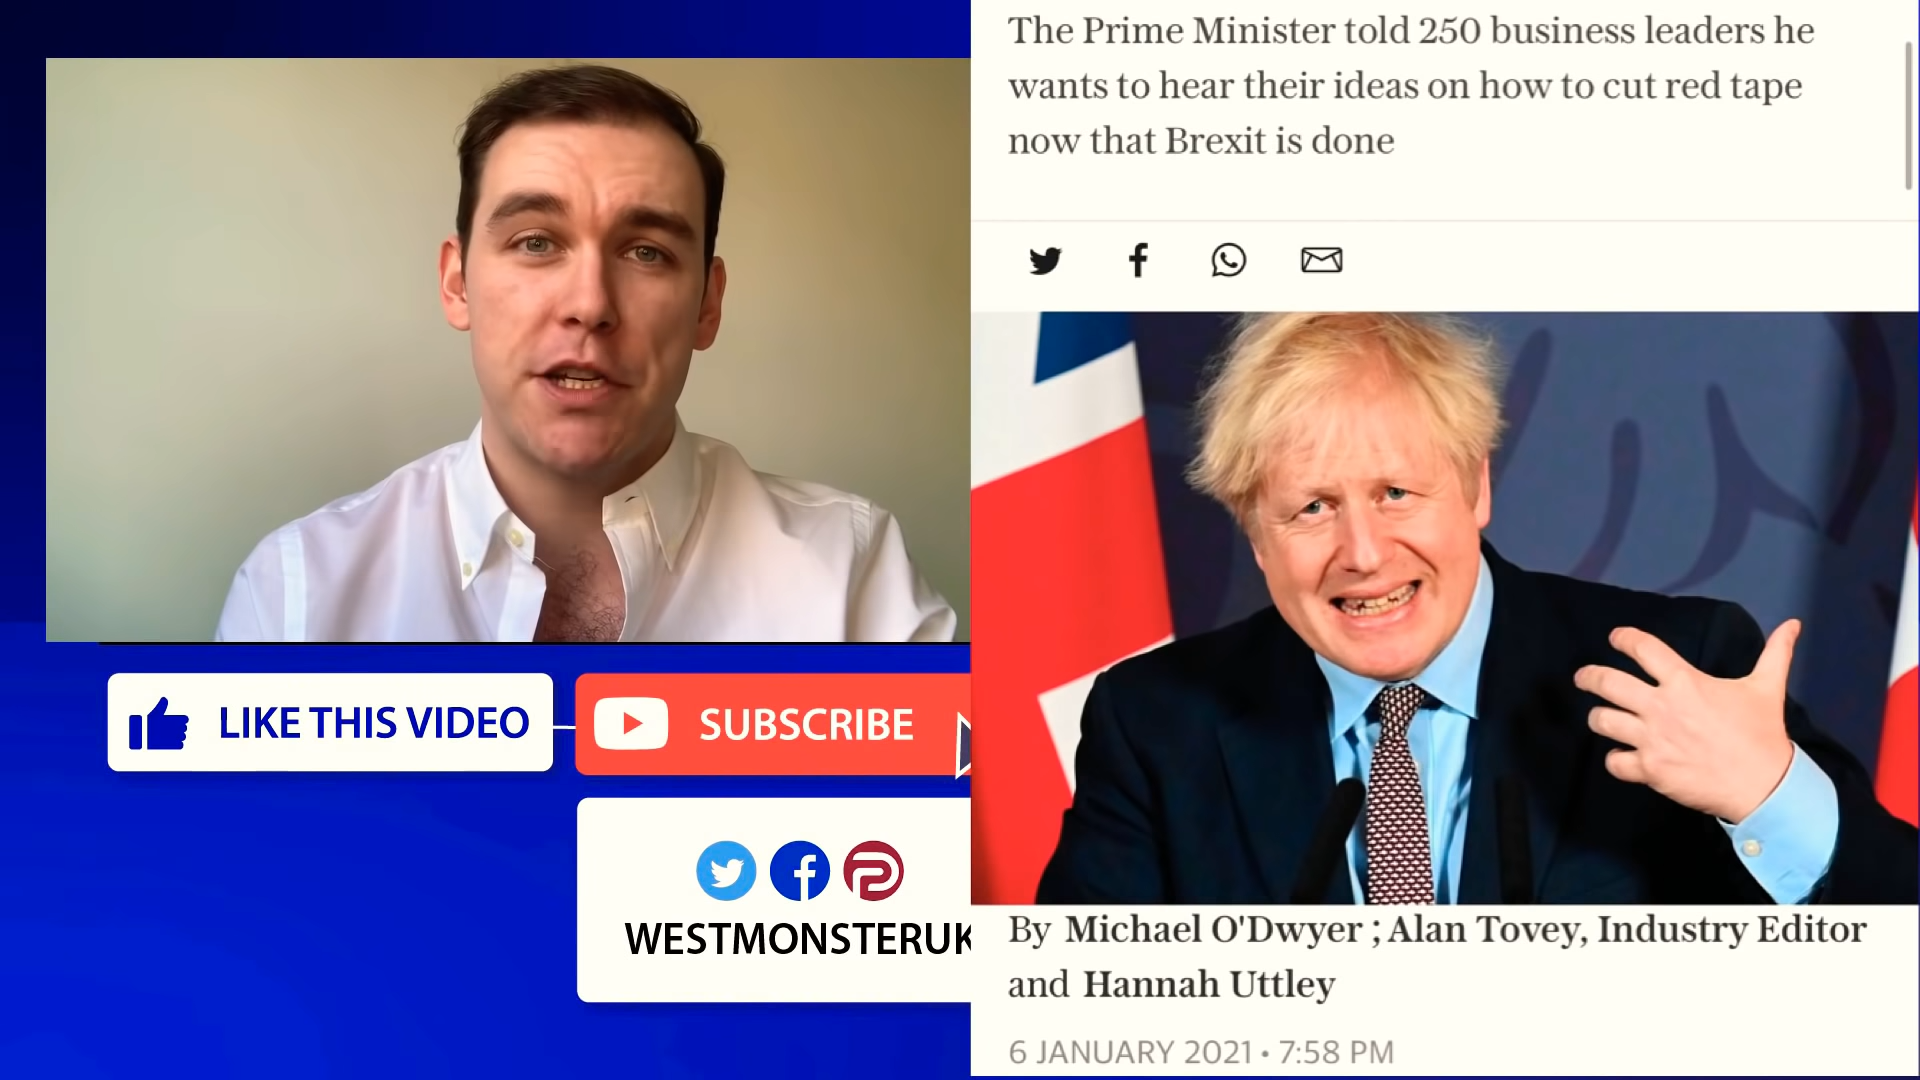 LIKE THIS VIDEO
SUBSCRIBE
WESTMONSTERUK
The Prime Minister told 250 business leaders he
wants to hear their ideas on how to cut red tape
now that Brexit is done
By Michael O'Dwyer ; Alan Tovey, Industry Editor
and Hannah Uttley
6 JANUARY 2021 • 7:58 PM